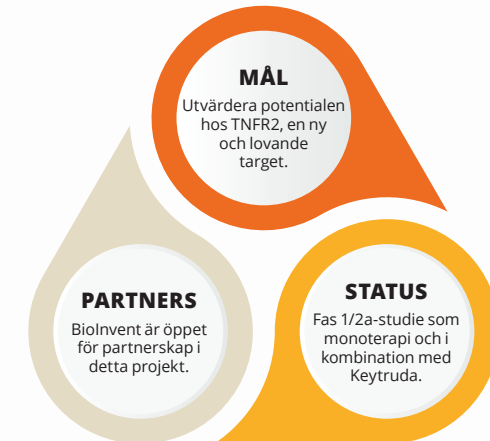 MÅL
Utvärdera potentialen
hos TNFR2, en ny
och lovande
target.
PARTNERS
BioInvent är öppet
för partnerskap i
detta projekt.
STATUS
Fas 1/2a-studie som
monoterapi och i
kombination med
Keytruda.